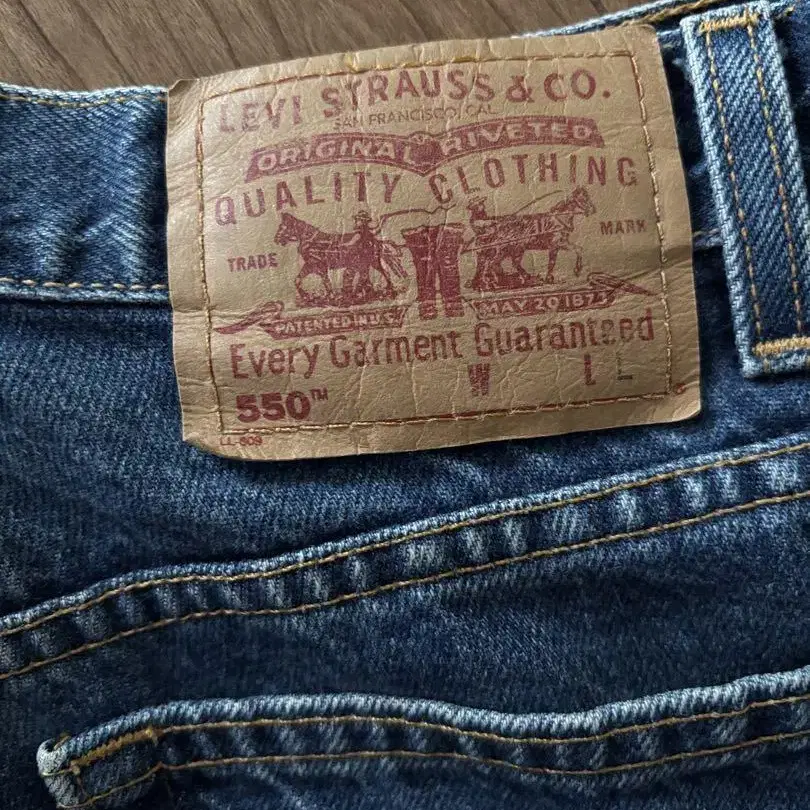 LEVI STRAUSS & CO.
SAN FRANCISCO, CAL.
ORIGINAL RIVETED
QUALITY CLOTHING
TRADE MARK
PATENTED IN U.S. MAY 20 1873
Every Garment Guaranteed
W L
550™
LL-609